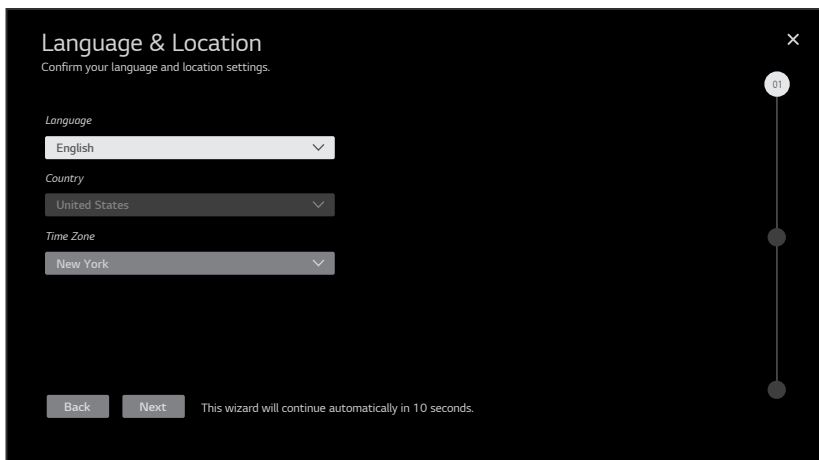 Language & Location
Confirm your language and location settings.
01
Language
English
Country
United States
Time Zone
New York
Back Next This wizard will continue automatically in 10 seconds.